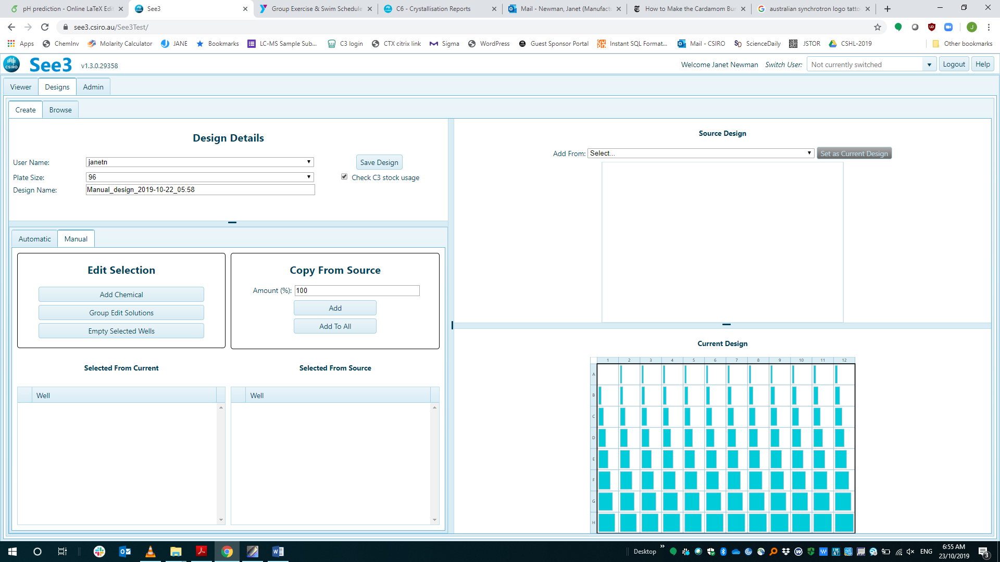 pH prediction - Online LaTeX Edi
See3
Group Exercise & Swim Schedule
C6 - Crystallisation Reports
Mail - Newman, Janet (Manufactu
How to Make the Cardamom Bun
australian synchrotron logo tatto
see3.csiro.au/See3Test/
J
Apps
ChemInv
Molarity Calculator
JANE
Bookmarks
LC-MS Sample Sub...
C3 login
CTX citrix link
Sigma
WordPress
Guest Sponsor Portal
Instant SQL Format...
Mail - CSIRO
ScienceDaily
JSTOR
CSHL-2019
Other bookmarks
CSIRO
See3 v1.3.0.29358
Welcome Janet Newman Switch User: Not currently switched Logout Help
Viewer Designs Admin
Create Browse
Design Details
User Name: janetn
Save Design
Plate Size: 96
Check C3 stock usage
Design Name: Manual_design_2019-10-22_05:58
Source Design
Add From: Select... Set as Current Design
Automatic Manual
Edit Selection
Add Chemical
Group Edit Solutions
Empty Selected Wells
Copy From Source
Amount (%): 100
Add
Add To All
Selected From Current
Well
Selected From Source
Well
Current Design
1 2 3 4 5 6 7 8 9 10 11 12
A
B
C
D
E
F
G
H
Desktop
ENG
6:55 AM
23/10/2019
3